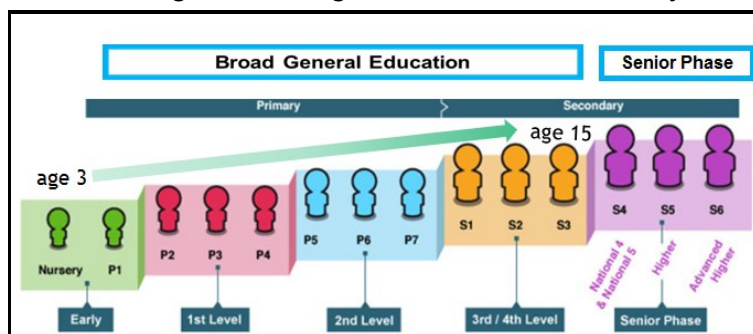 Broad General Education
Senior Phase
Primary
Secondary
age 3
age 15
Nursery
P1
P2
P3
P4
P5
P6
P7
S1
S2
S3
S4
S5
S6
National 4
& National 5
Higher
Advanced
Higher
Early
1st Level
2nd Level
3rd / 4th Level
Senior Phase